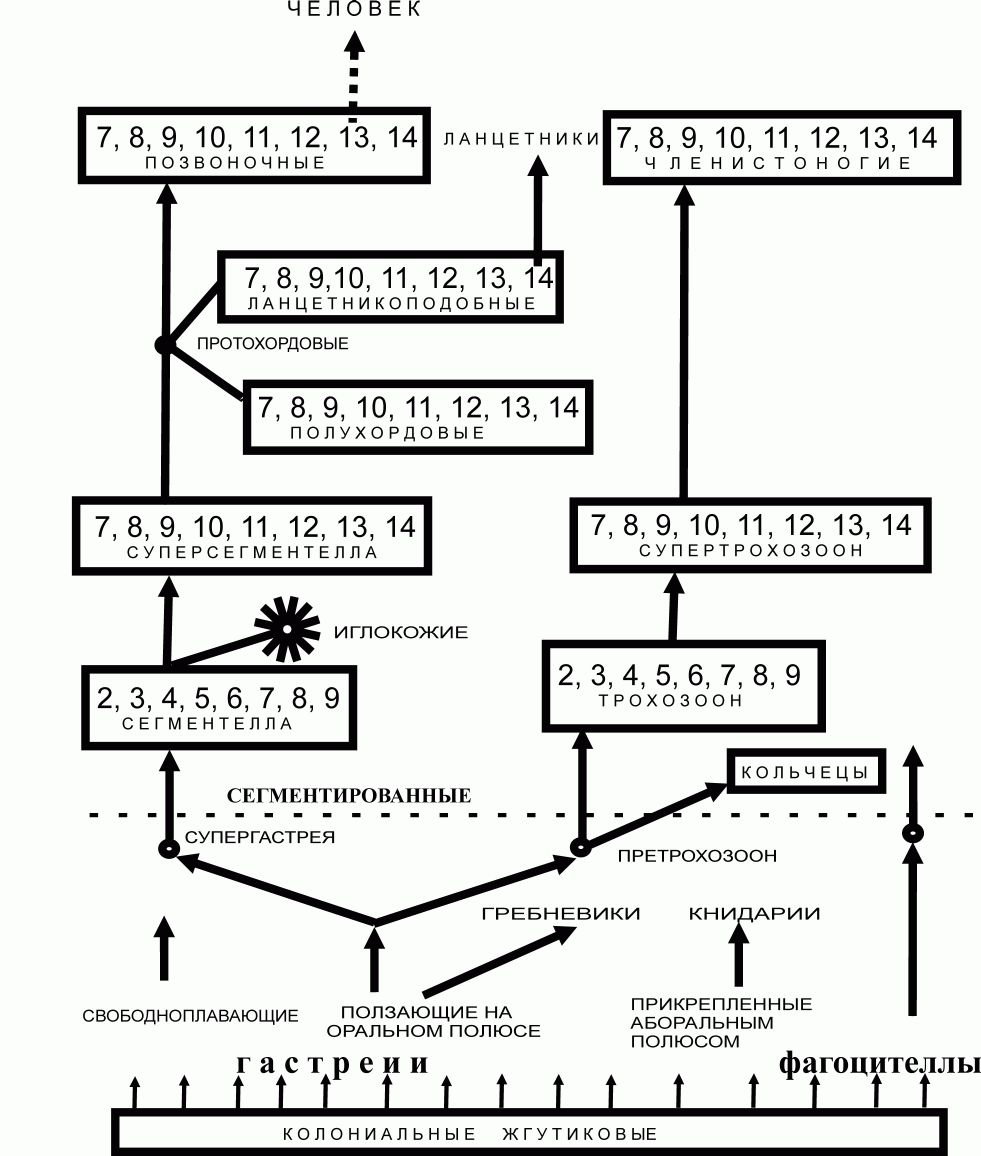 ЧЕЛОВЕК
7, 8, 9, 10, 11, 12, 13, 14
ПОЗВОНОЧНЫЕ
ЛАНЦЕТНИКИ
7, 8, 9, 10, 11, 12, 13, 14
ЧЛЕНИСТОНОГИЕ
7, 8, 9,10, 11, 12, 13, 14
ЛАНЦЕТНИКОПОДОБНЫЕ
ПРОТОХОРДОВЫЕ
7, 8, 9, 10, 11, 12, 13, 14
ПОЛУХОРДОВЫЕ
7, 8, 9, 10, 11, 12, 13, 14
СУПЕРСЕГМЕНТЕЛЛА
7, 8, 9, 10, 11, 12, 13, 14
СУПЕРТРОХОЗООН
ИГЛОКОЖИЕ
2, 3, 4, 5, 6, 7, 8, 9
СЕГМЕНТЕЛЛА
2, 3, 4, 5, 6, 7, 8, 9
ТРОХОЗООН
КОЛЬЧЕЦЫ
СЕГМЕНТИРОВАННЫЕ
СУПЕРГАСТРЕЯ
ПРЕТРОХОЗООН
ГРЕБНЕВИКИ
КНИДАРИИ
СВОБОДНОПЛАВАЮЩИЕ
ПОЛЗАЮЩИЕ НА
ОРАЛЬНОМ ПОЛЮСЕ
ПРИКРЕПЛЕННЫЕ
АБОРАЛЬНЫМ
ПОЛЮСОМ
гастреии
фагоцителлы
КОЛОНИАЛЬНЫЕ ЖГУТИКОВЫЕ